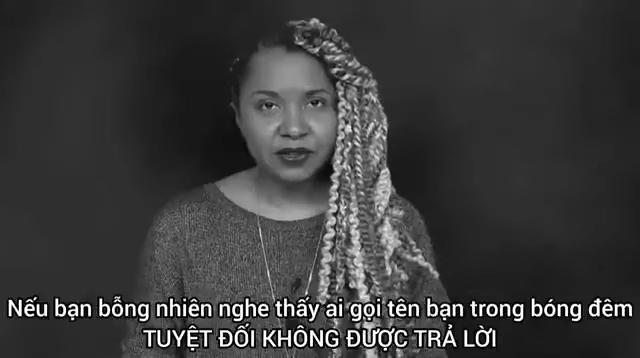 Nếu bạn bỗng nhiên nghe thấy ai gọi tên bạn trong bóng đêm
TUYỆT ĐỐI KHÔNG ĐƯỢC TRẢ LỜI